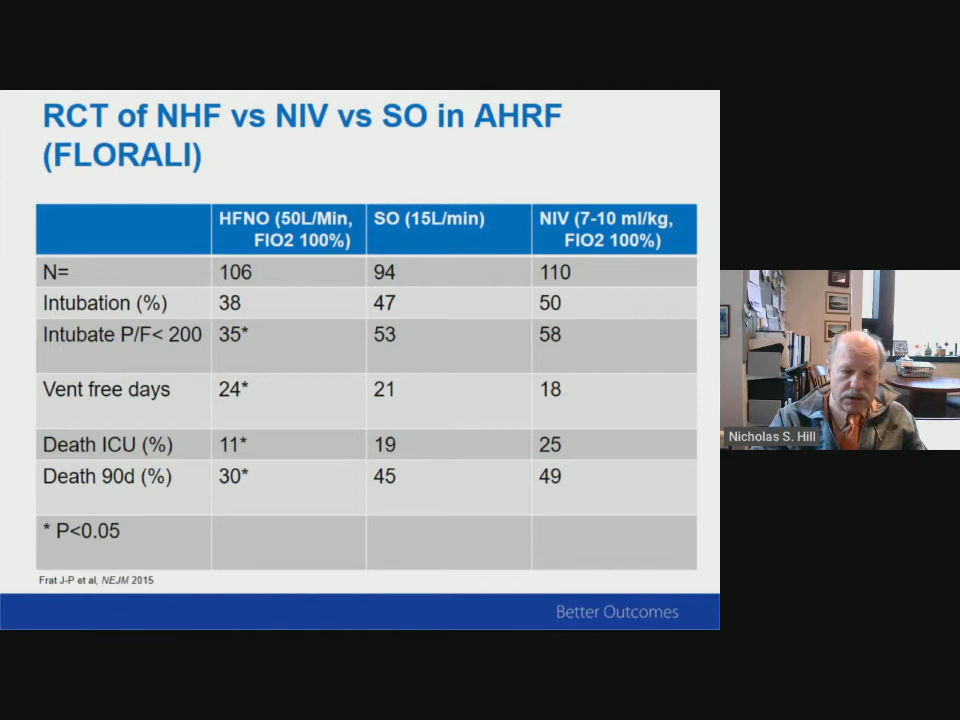 RCT of NHF vs NIV vs SO in AHRF
(FLORALI)
HFNO (50L/Min, SO (15L/min) NIV (7-10 ml/kg,
FIO2 100%) FIO2 100%)
N= 106 94 110
Intubation (%) 38 47 50
Intubate P/F< 200 35* 53 58
Vent free days 24* 21 18
Death ICU (%) 11* 19 25
Death 90d (%) 30* 45 49
* P<0.05
Frat J-P et al, NEJM 2015
Better Outcomes
Nicholas S. Hill